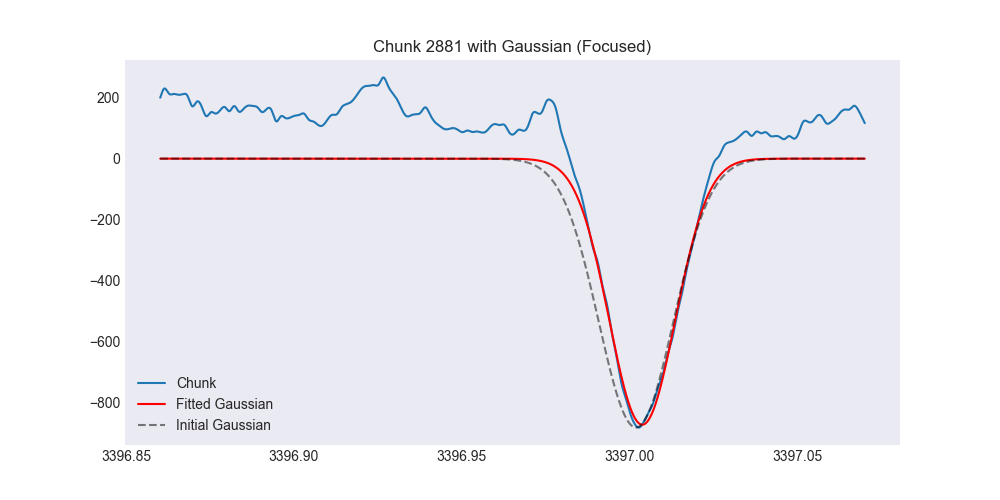 Chunk 2881 with Gaussian (Focused)
200
0
−200
−400
−600
−800
Chunk
Fitted Gaussian
Initial Gaussian
3396.85 3396.90 3396.95 3397.00 3397.05